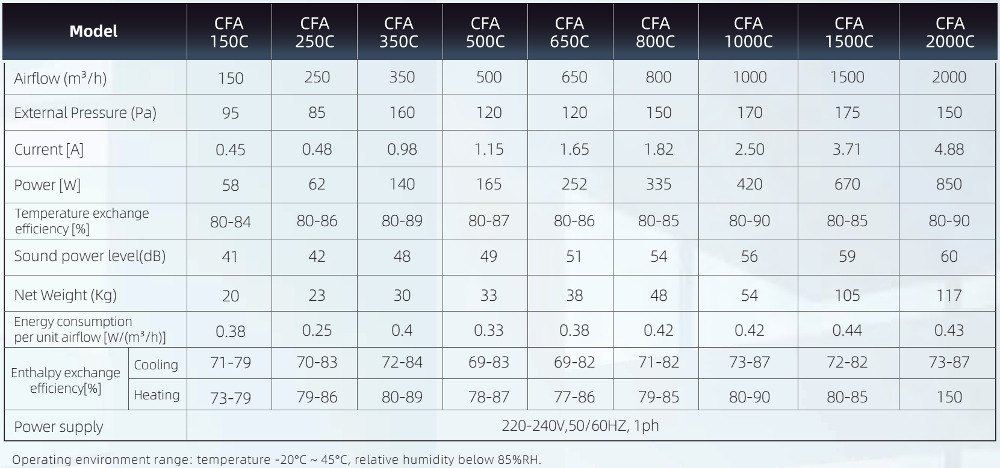 Model CFA 150C CFA 250C CFA 350C CFA 500C CFA 650C CFA 800C CFA 1000C CFA 1500C CFA 2000C
Airflow (m³/h) 150 250 350 500 650 800 1000 1500 2000
External Pressure (Pa) 95 85 160 120 120 150 170 175 150
Current [A] 0.45 0.48 0.98 1.15 1.65 1.82 2.50 3.71 4.88
Power [W] 58 62 140 165 252 335 420 670 850
Temperature exchange
efficiency [%] 80-84 80-86 80-89 80-87 80-86 80-85 80-90 80-85 80-90
Sound power level(dB) 41 42 48 49 51 54 56 59 60
Net Weight (Kg) 20 23 30 33 38 48 54 105 117
Energy consumption
per unit airflow [W/(m³/h)] 0.38 0.25 0.4 0.33 0.38 0.42 0.42 0.44 0.43
Enthalpy exchange
efficiency[%]
Cooling 71-79 70-83 72-84 69-83 69-82 71-82 73-87 72-82 73-87
Heating 73-79 79-86 80-89 78-87 77-86 79-85 80-90 80-85 150
Power supply 220-240V,50/60HZ, 1ph
Operating environment range: temperature -20°C ~ 45°C, relative humidity below 85%RH.